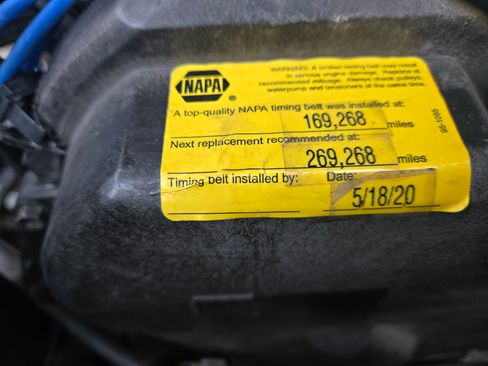 NAPA
®
WARNING: A broken timing belt may result
in serious engine damage. Replace at
recommended mileage. Always check pulleys,
waterpump and tensioners at the same time.
A top-quality NAPA timing belt was installed at:
169,268 miles
Next replacement recommended at:
269,268 miles
Timing belt installed by: Date:
5/18/20